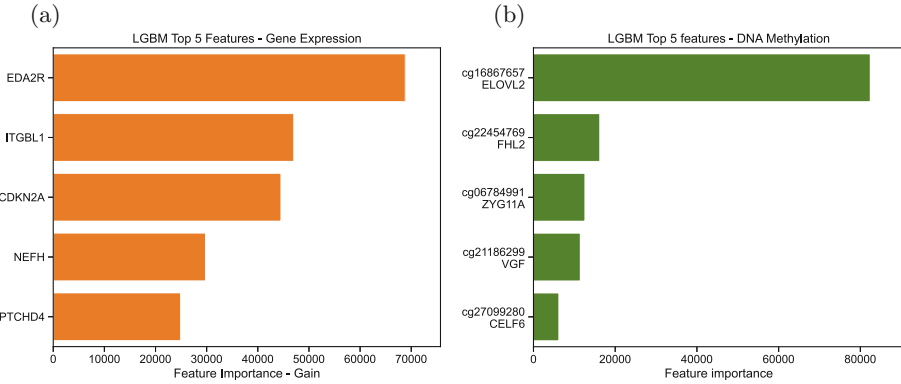 (a)
LGBM Top 5 Features - Gene Expression
EDA2R
ITGBL1
CDKN2A
NEFH
PTCHD4
0 10000 20000 30000 40000 50000 60000 70000
Feature Importance - Gain
(b)
LGBM Top 5 features - DNA Methylation
cg16867657
ELOVL2
cg22454769
FHL2
cg06784991
ZYG11A
cg21186299
VGF
cg27099280
CELF6
0 20000 40000 60000 80000
Feature importance